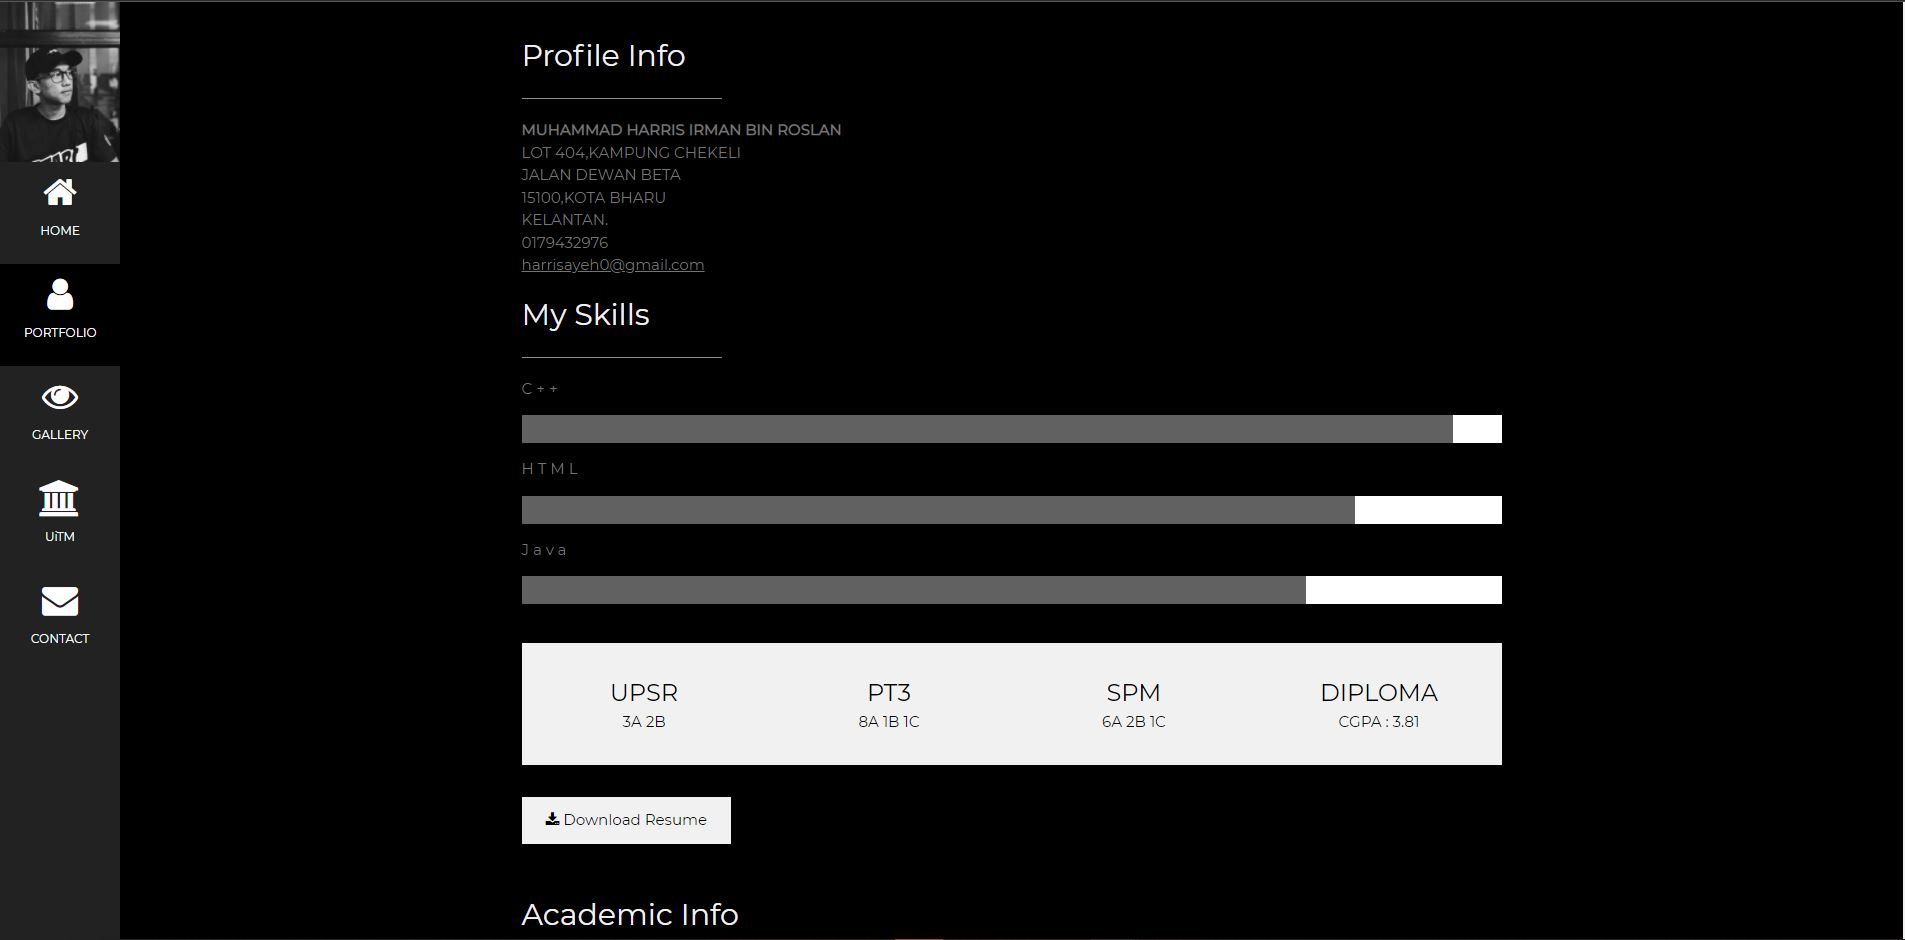 HOME
PORTFOLIO
GALLERY
UiTM
CONTACT
Profile Info
MUHAMMAD HARRIS IRMAN BIN ROSLAN
LOT 404,KAMPUNG CHEKELI
JALAN DEWAN BETA
15100,KOTA BHARU
KELANTAN.
0179432976
harrisayeh0@gmail.com
My Skills
C++
HTML
Java
UPSR PT3 SPM DIPLOMA
3A 2B 8A 1B 1C 6A 2B 1C CGPA : 3.81
Download Resume
Academic Info